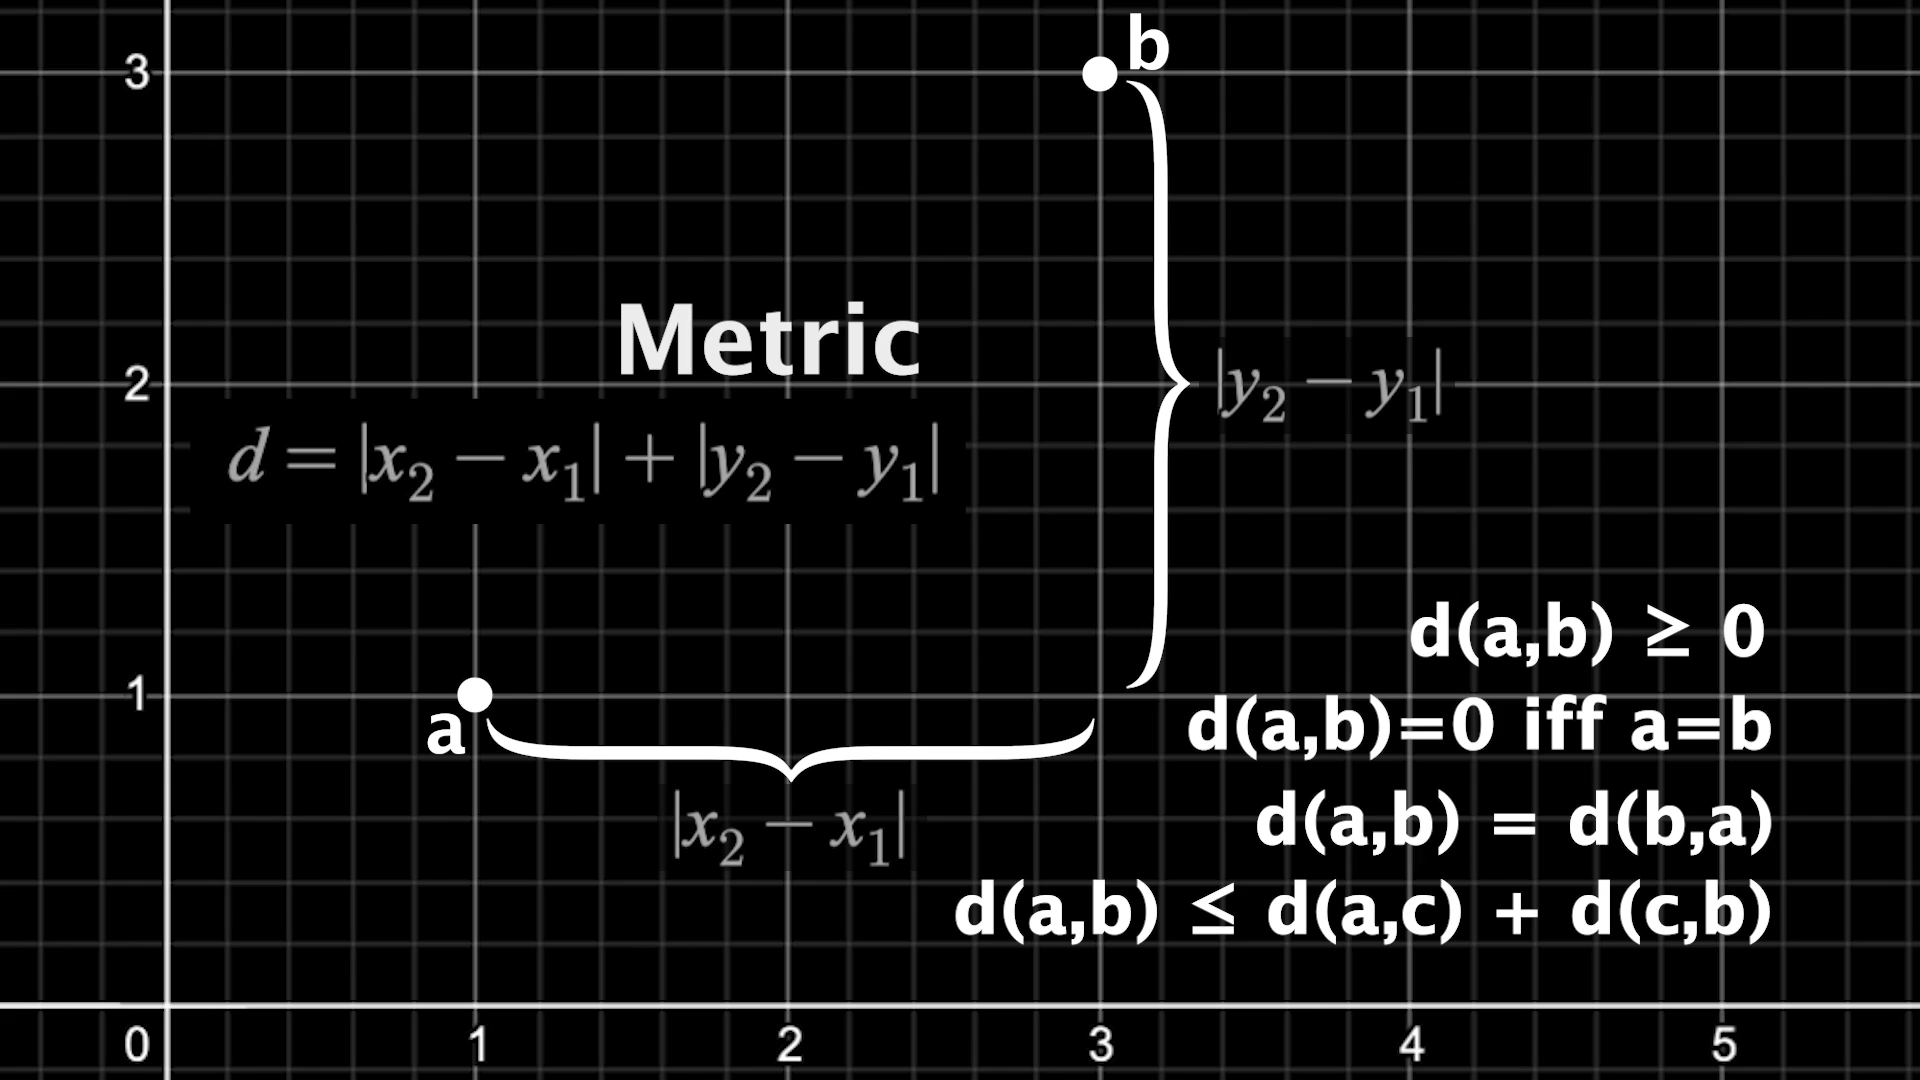 b
3
Metric
2
|y₂ − y₁|
d = |x₂ − x₁| + |y₂ − y₁|
d(a,b) ≥ 0
1
a
d(a,b)=0 iff a=b
|x₂ − x₁|
d(a,b) = d(b,a)
d(a,b) ≤ d(a,c) + d(c,b)
0 1 2 3 4 5